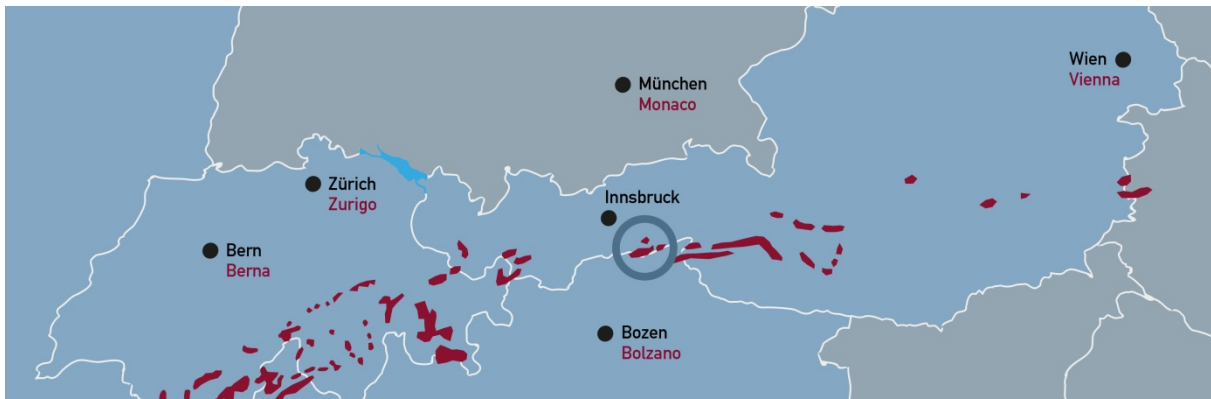 Wien
Vienna
München
Monaco
Zürich
Zurigo
Innsbruck
Bern
Berna
Bozen
Bolzano